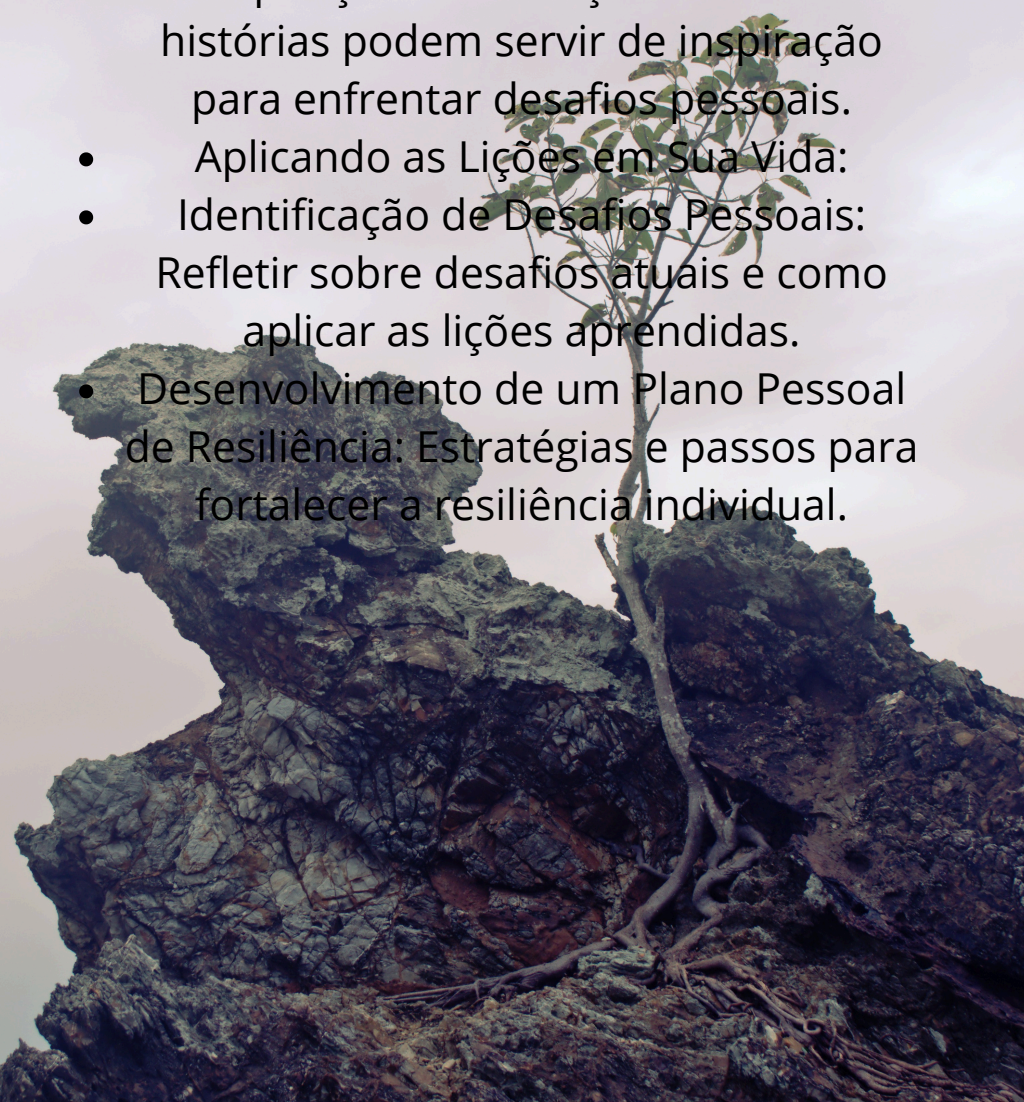 histórias podem servir de inspiração
para enfrentar desafios pessoais.
• Aplicando as Lições em Sua Vida:
• Identificação de Desafios Pessoais:
Refletir sobre desafios atuais e como
aplicar as lições aprendidas.
• Desenvolvimento de um Plano Pessoal
de Resiliência: Estratégias e passos para
fortalecer a resiliência individual.